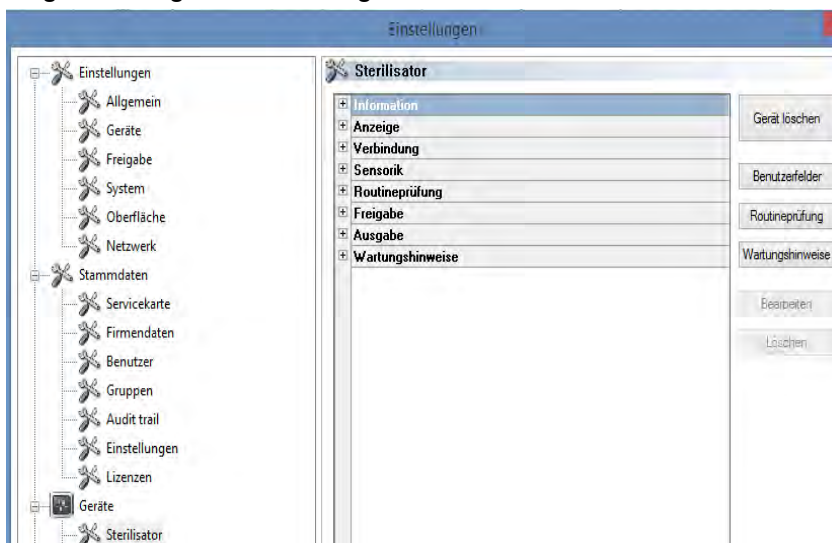 Einstellungen
Einstellungen
Allgemein
Geräte
Freigabe
System
Oberfläche
Netzwerk
Stammdaten
Servicekarte
Firmendaten
Benutzer
Gruppen
Audit trail
Einstellungen
Lizenzen
Geräte
Sterilisator
Sterilisator
Information
Anzeige
Verbindung
Sensorik
Routineprüfung
Freigabe
Ausgabe
Wartungshinweise
Gerät löschen
Benutzerfelder
Routineprüfung
Wartungshinweise
Bearbeiten
Löschen